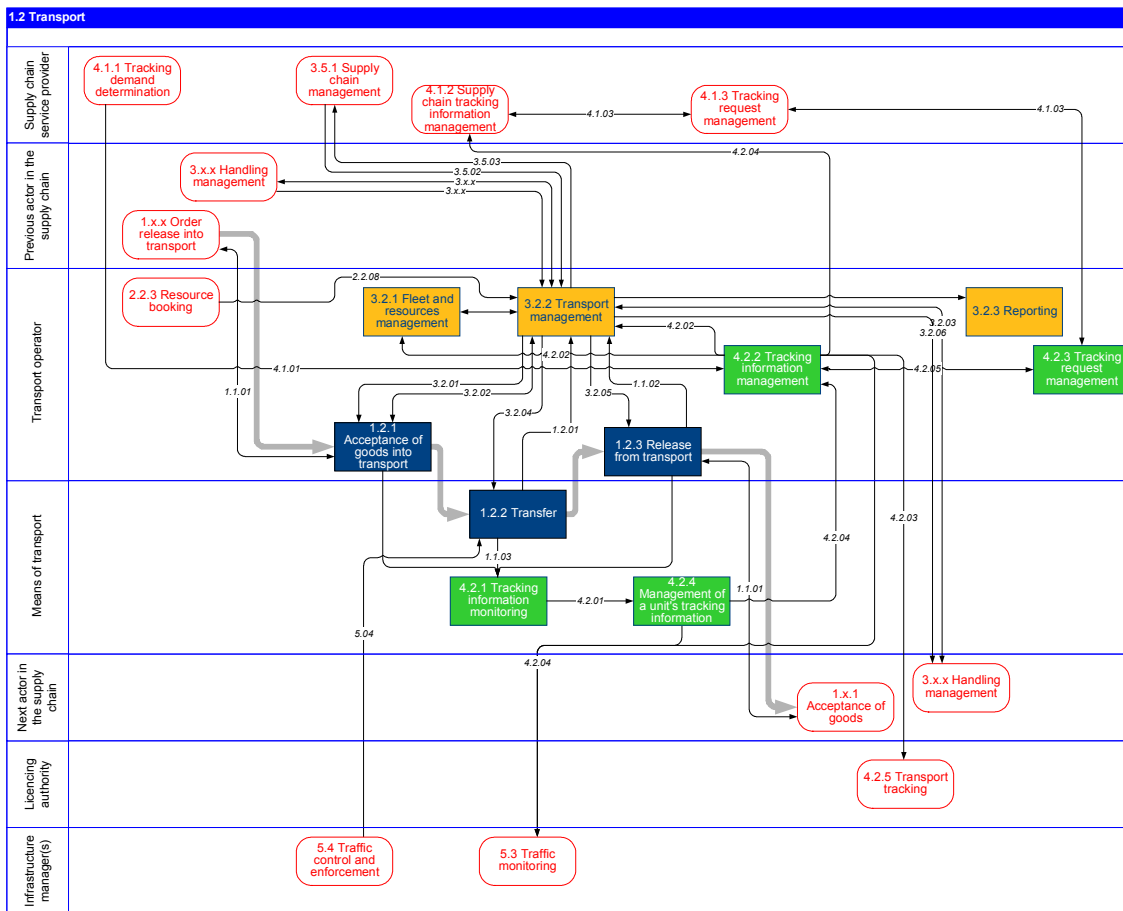 1.2 Transport
Supply chain
service provider
4.1.1 Tracking
demand
determination
3.5.1 Supply
chain
management
4.1.2 Supply
chain tracking
information
management
4.1.3 Tracking
request
management
4.1.03
4.1.03
4.2.04
Previous actor in the
supply chain
3.x.x Handling
management
3.5.03
3.5.02
3.x.x
3.x.x
1.x.x Order
release into
transport
Transport operator
2.2.3 Resource
booking
2.2.08
3.2.1 Fleet and
resources
management
3.2.2 Transport
management
3.2.3 Reporting
3.2.03
3.2.06
4.2.02
4.2.02
4.2.2 Tracking
information
management
4.2.05
4.2.3 Tracking
request
management
4.1.01
1.1.01
3.2.01
3.2.02
3.2.04
1.2.01
3.2.05
1.1.02
1.2.1
Acceptance of
goods into
transport
1.2.3 Release
from transport
Means of transport
1.2.2 Transfer
1.1.03
4.2.03
4.2.04
4.2.1 Tracking
information
monitoring
4.2.01
4.2.4
Management of
a unit's tracking
information
1.1.01
5.04
4.2.04
Next actor in
the supply
chain
3.x.x Handling
management
1.x.1
Acceptance of
goods
Licencing
authority
4.2.5 Transport
tracking
Infrastructure
manager(s)
5.4 Traffic
control and
enforcement
5.3 Traffic
monitoring